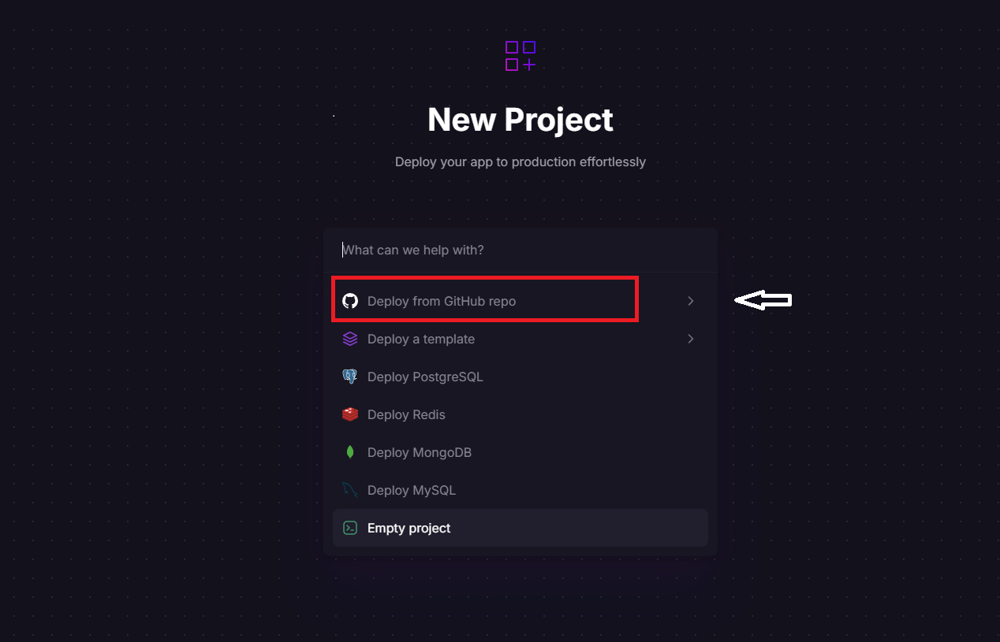 New Project
Deploy your app to production effortlessly
What can we help with?
Deploy from GitHub repo
Deploy a template
Deploy PostgreSQL
Deploy Redis
Deploy MongoDB
Deploy MySQL
Empty project